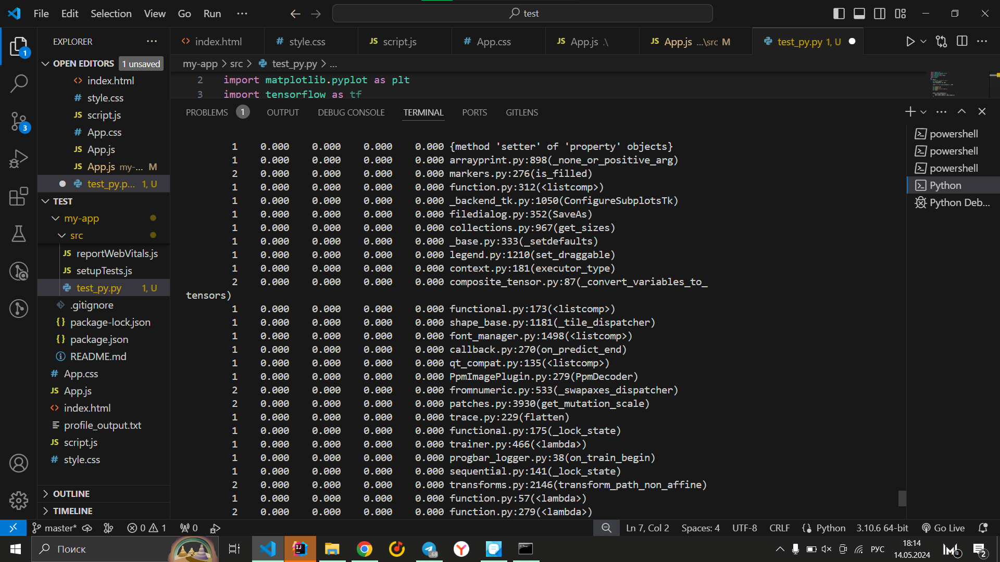 File Edit Selection View Go Run ···
test
EXPLORER
OPEN EDITORS 1 unsaved
index.html
style.css
script.js
App.css
App.js
App.js my-... M
test_py.p... 1, U
TEST
my-app
src
reportWebVitals.js
setupTests.js
test_py.py 1, U
.gitignore
package-lock.json
package.json
README.md
App.css
App.js
index.html
profile_output.txt
script.js
style.css
OUTLINE
TIMELINE
1
3
index.html style.css script.js App.css App.js .\ App.js ...\src M test_py.py 1, U
my-app > src > test_py.py > ...
2 import matplotlib.pyplot as plt
3 import tensorflow as tf
PROBLEMS 1 OUTPUT DEBUG CONSOLE TERMINAL PORTS GITLENS
1 0.000 0.000 0.000 0.000 {method 'setter' of 'property' objects}
1 0.000 0.000 0.000 0.000 arrayprint.py:898(_none_or_positive_arg)
2 0.000 0.000 0.000 0.000 markers.py:276(is_filled)
1 0.000 0.000 0.000 0.000 function.py:312(<listcomp>)
1 0.000 0.000 0.000 0.000 _backend_tk.py:1050(ConfigureSubplotsTk)
1 0.000 0.000 0.000 0.000 filedialog.py:352(SaveAs)
1 0.000 0.000 0.000 0.000 collections.py:967(get_sizes)
1 0.000 0.000 0.000 0.000 _base.py:333(_setdefaults)
1 0.000 0.000 0.000 0.000 legend.py:1210(set_draggable)
1 0.000 0.000 0.000 0.000 context.py:181(executor_type)
2 0.000 0.000 0.000 0.000 composite_tensor.py:87(_convert_variables_to_
tensors)
1 0.000 0.000 0.000 0.000 functional.py:173(<listcomp>)
1 0.000 0.000 0.000 0.000 shape_base.py:1181(_tile_dispatcher)
1 0.000 0.000 0.000 0.000 font_manager.py:1498(<listcomp>)
1 0.000 0.000 0.000 0.000 callback.py:270(on_predict_end)
1 0.000 0.000 0.000 0.000 qt_compat.py:135(<listcomp>)
1 0.000 0.000 0.000 0.000 PpmImagePlugin.py:279(PpmDecoder)
2 0.000 0.000 0.000 0.000 fromnumeric.py:533(_swapaxes_dispatcher)
2 0.000 0.000 0.000 0.000 patches.py:3930(get_mutation_scale)
1 0.000 0.000 0.000 0.000 trace.py:229(flatten)
1 0.000 0.000 0.000 0.000 functional.py:175(_lock_state)
1 0.000 0.000 0.000 0.000 trainer.py:466(<lambda>)
1 0.000 0.000 0.000 0.000 progbar_logger.py:38(on_train_begin)
1 0.000 0.000 0.000 0.000 sequential.py:141(_lock_state)
2 0.000 0.000 0.000 0.000 transforms.py:2146(transform_path_non_affine)
1 0.000 0.000 0.000 0.000 function.py:57(<lambda>)
2 0.000 0.000 0.000 0.000 function.py:279(<lambda>)
powershell
powershell
powershell
Python
Python Deb...
master* 0 1 0 Ln 7, Col 2 Spaces: 4 UTF-8 CRLF Python 3.10.6 64-bit Go Live
Поиск
..68
РУС
18:14
14.05.2024
2